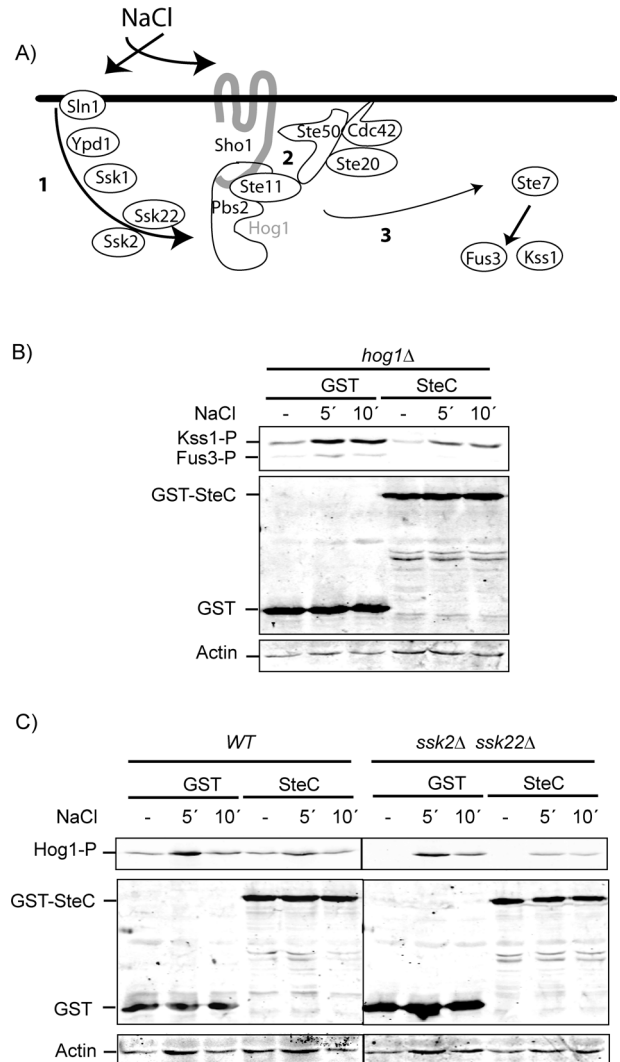 A)
NaCl
Sln1
Ypd1
Ssk1
Ssk22
Ssk2
1
Sho1
2
Ste50
Cdc42
Ste20
Ste11
Pbs2
Hog1
3
Ste7
Fus3
Kss1
B)
hog1Δ
GST SteC
NaCl - 5´ 10´ - 5´ 10´
Kss1-P
Fus3-P
GST-SteC
GST
Actin
C)
WT ssk2Δ ssk22Δ
GST SteC GST SteC
NaCl - 5´ 10´ - 5´ 10´ - 5´ 10´ - 5´ 10´
Hog1-P
GST-SteC
GST
Actin